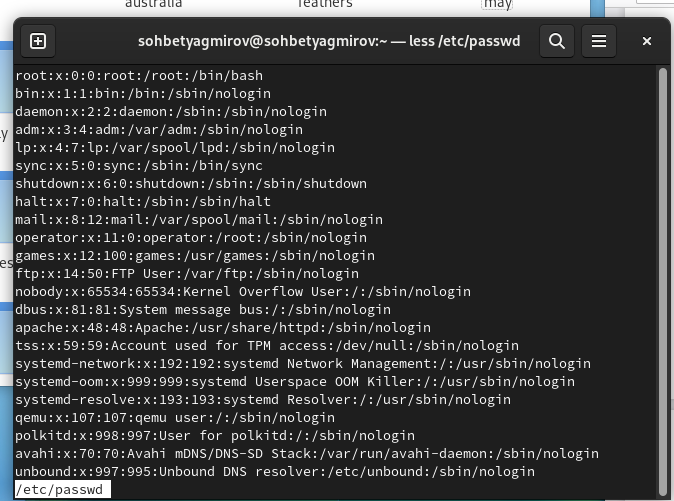 australia
feathers
may
sohbetyagmirov@sohbetyagmirov:~ — less /etc/passwd
root:x:0:0:root:/root:/bin/bash
bin:x:1:1:bin:/bin:/sbin/nologin
daemon:x:2:2:daemon:/sbin:/sbin/nologin
adm:x:3:4:adm:/var/adm:/sbin/nologin
lp:x:4:7:lp:/var/spool/lpd:/sbin/nologin
sync:x:5:0:sync:/sbin:/bin/sync
shutdown:x:6:0:shutdown:/sbin:/sbin/shutdown
halt:x:7:0:halt:/sbin:/sbin/halt
mail:x:8:12:mail:/var/spool/mail:/sbin/nologin
operator:x:11:0:operator:/root:/sbin/nologin
games:x:12:100:games:/usr/games:/sbin/nologin
ftp:x:14:50:FTP User:/var/ftp:/sbin/nologin
nobody:x:65534:65534:Kernel Overflow User:/:/sbin/nologin
dbus:x:81:81:System message bus:/:/sbin/nologin
apache:x:48:48:Apache:/usr/share/httpd:/sbin/nologin
tss:x:59:59:Account used for TPM access:/dev/null:/sbin/nologin
systemd-network:x:192:192:systemd Network Management:/:/usr/sbin/nologin
systemd-oom:x:999:999:systemd Userspace OOM Killer:/:/usr/sbin/nologin
systemd-resolve:x:193:193:systemd Resolver:/:/usr/sbin/nologin
qemu:x:107:107:qemu user:/:/sbin/nologin
polkitd:x:998:997:User for polkitd:/:/sbin/nologin
avahi:x:70:70:Avahi mDNS/DNS-SD Stack:/var/run/avahi-daemon:/sbin/nologin
unbound:x:997:995:Unbound DNS resolver:/etc/unbound:/sbin/nologin
/etc/passwd